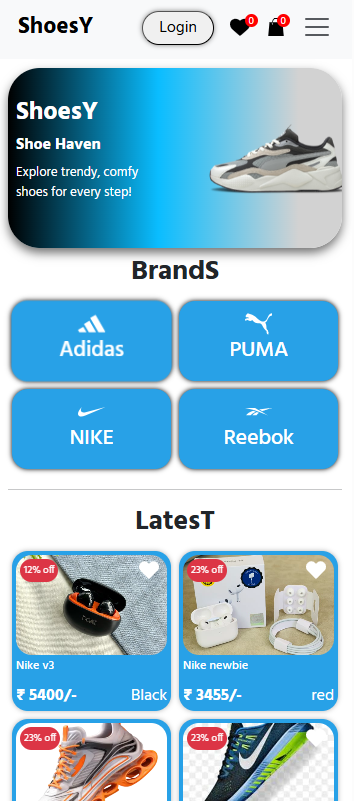 ShoesY
Login
0
0
ShoesY
Shoe Haven
Explore trendy, comfy
shoes for every step!
BrandS
Adidas
PUMA
NIKE
Reebok
LatesT
12% off
23% off
Nike v3
Nike newbie
₹ 5400/-
Black
₹ 3455/-
red
23% off
23% off